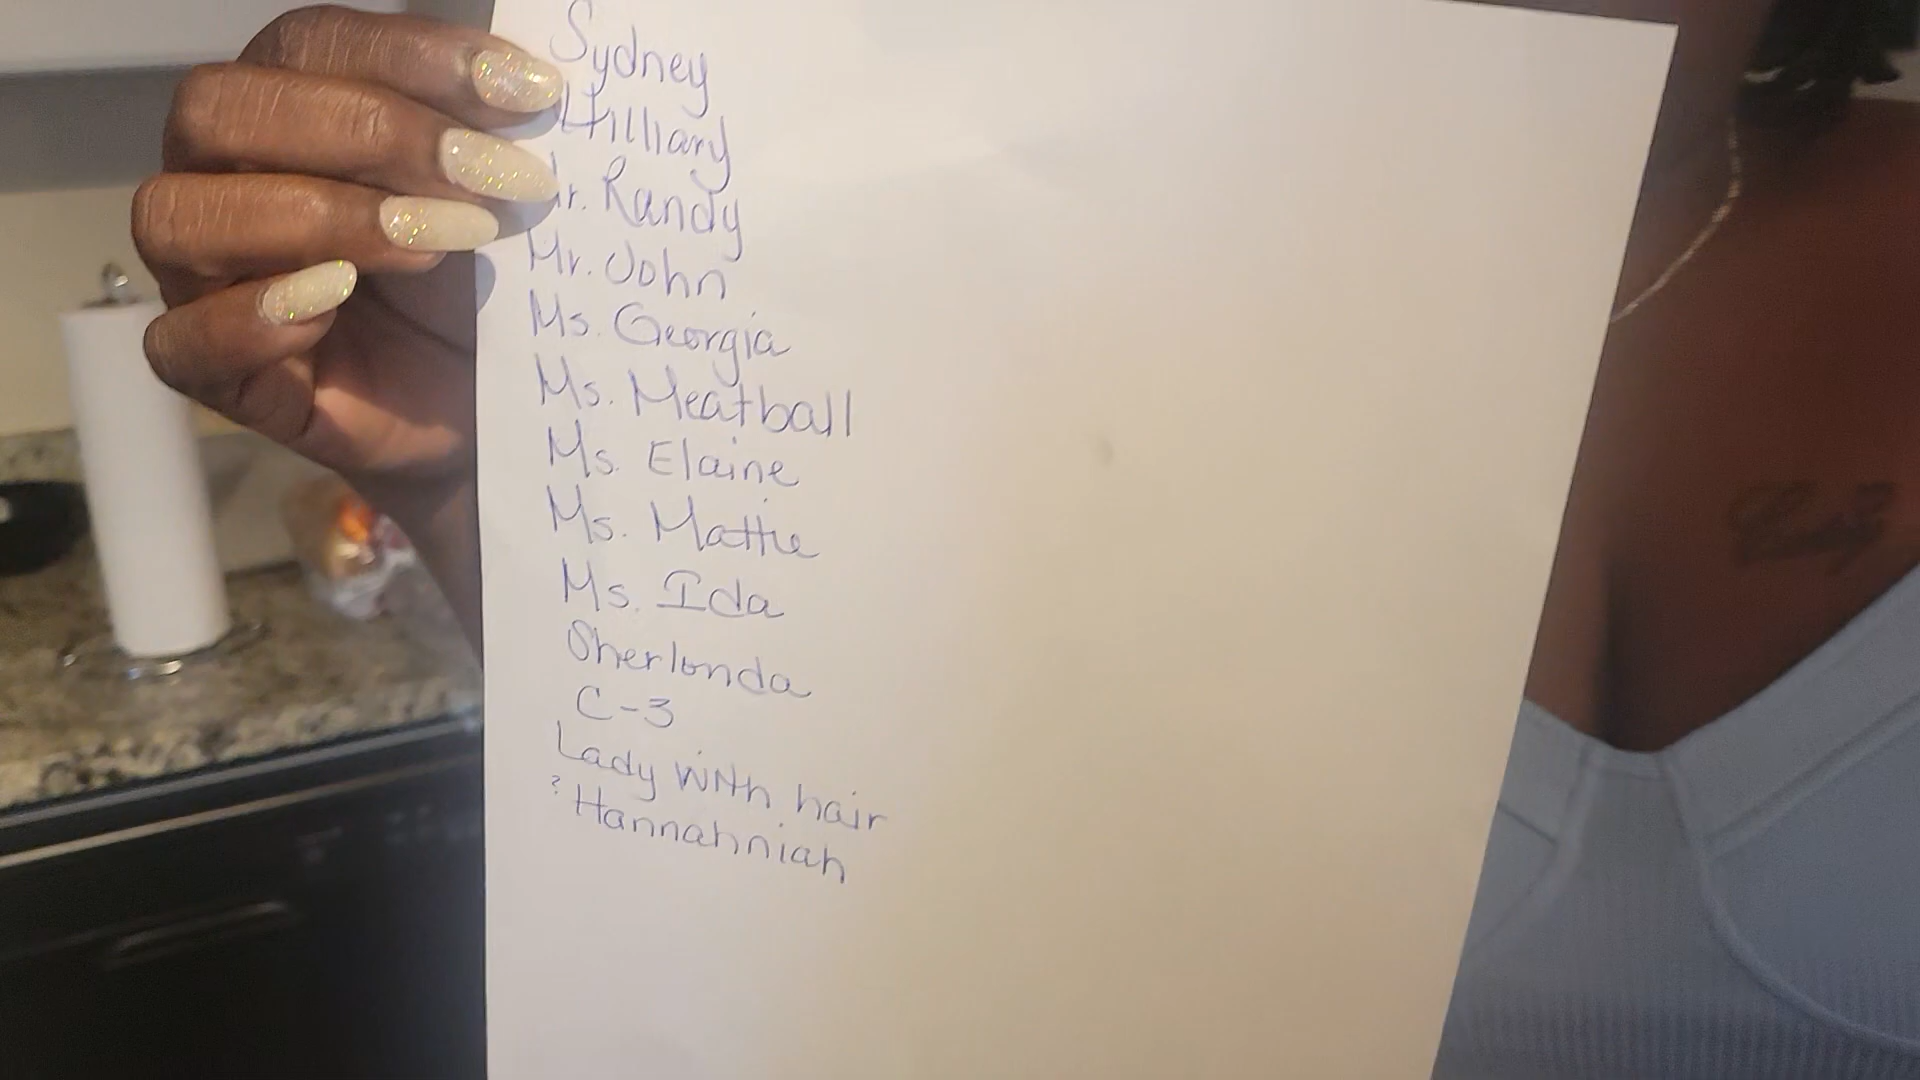 Sydney
Hilliary
Mr. Randy
Mr. John
Ms. Georgia
Ms. Meatball
Ms. Elaine
Ms. Mattie
Ms. Ida
Sherlonda
C-3
Lady with hair
? Hannahniah